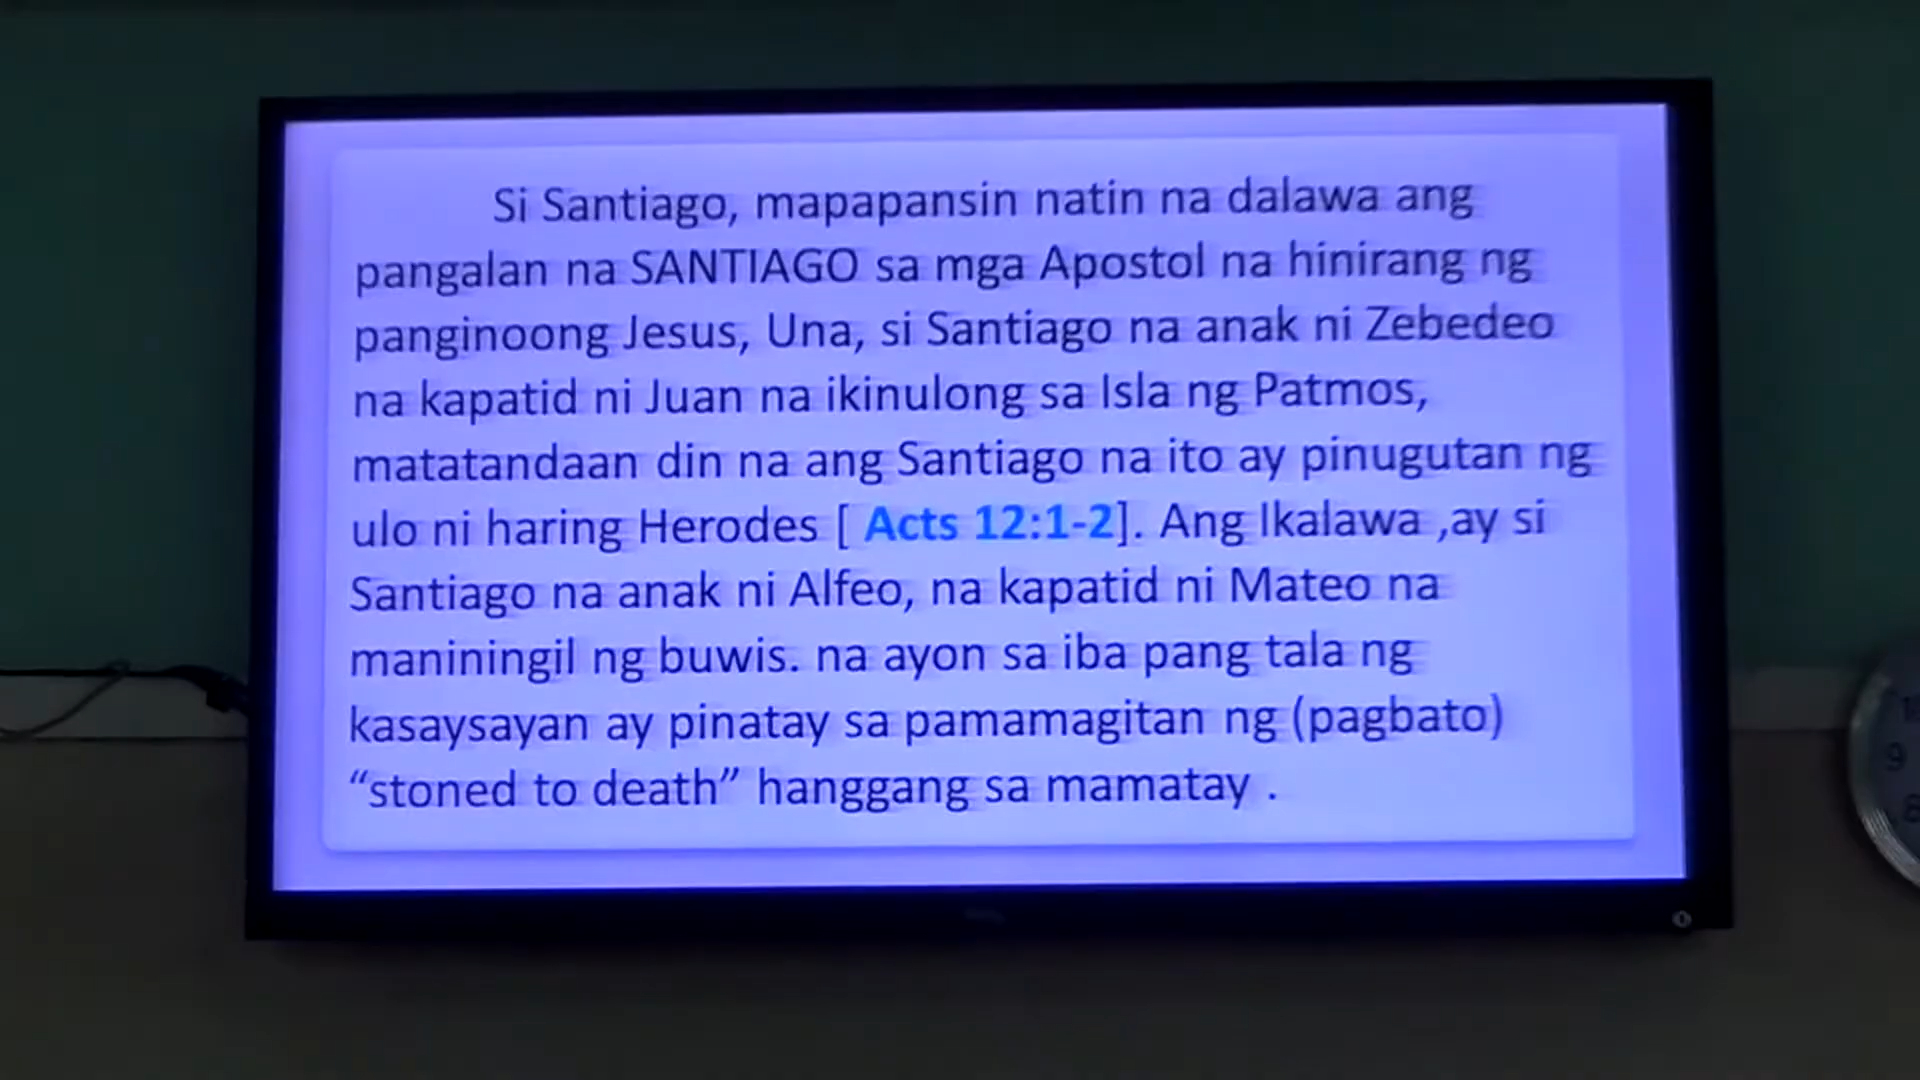 Si Santiago, mapapansin natin na dalawa ang
pangalan na SANTIAGO sa mga Apostol na hinirang ng
panginoong Jesus, Una, si Santiago na anak ni Zebedeo
na kapatid ni Juan na ikinulong sa Isla ng Patmos,
matatandaan din na ang Santiago na ito ay pinugutan ng
ulo ni haring Herodes [ Acts 12:1-2]. Ang Ikalawa ,ay si
Santiago na anak ni Alfeo, na kapatid ni Mateo na
maniningil ng buwis. na ayon sa iba pang tala ng
kasaysayan ay pinatay sa pamamagitan ng (pagbato)
“stoned to death” hanggang sa mamatay .
10
9
8